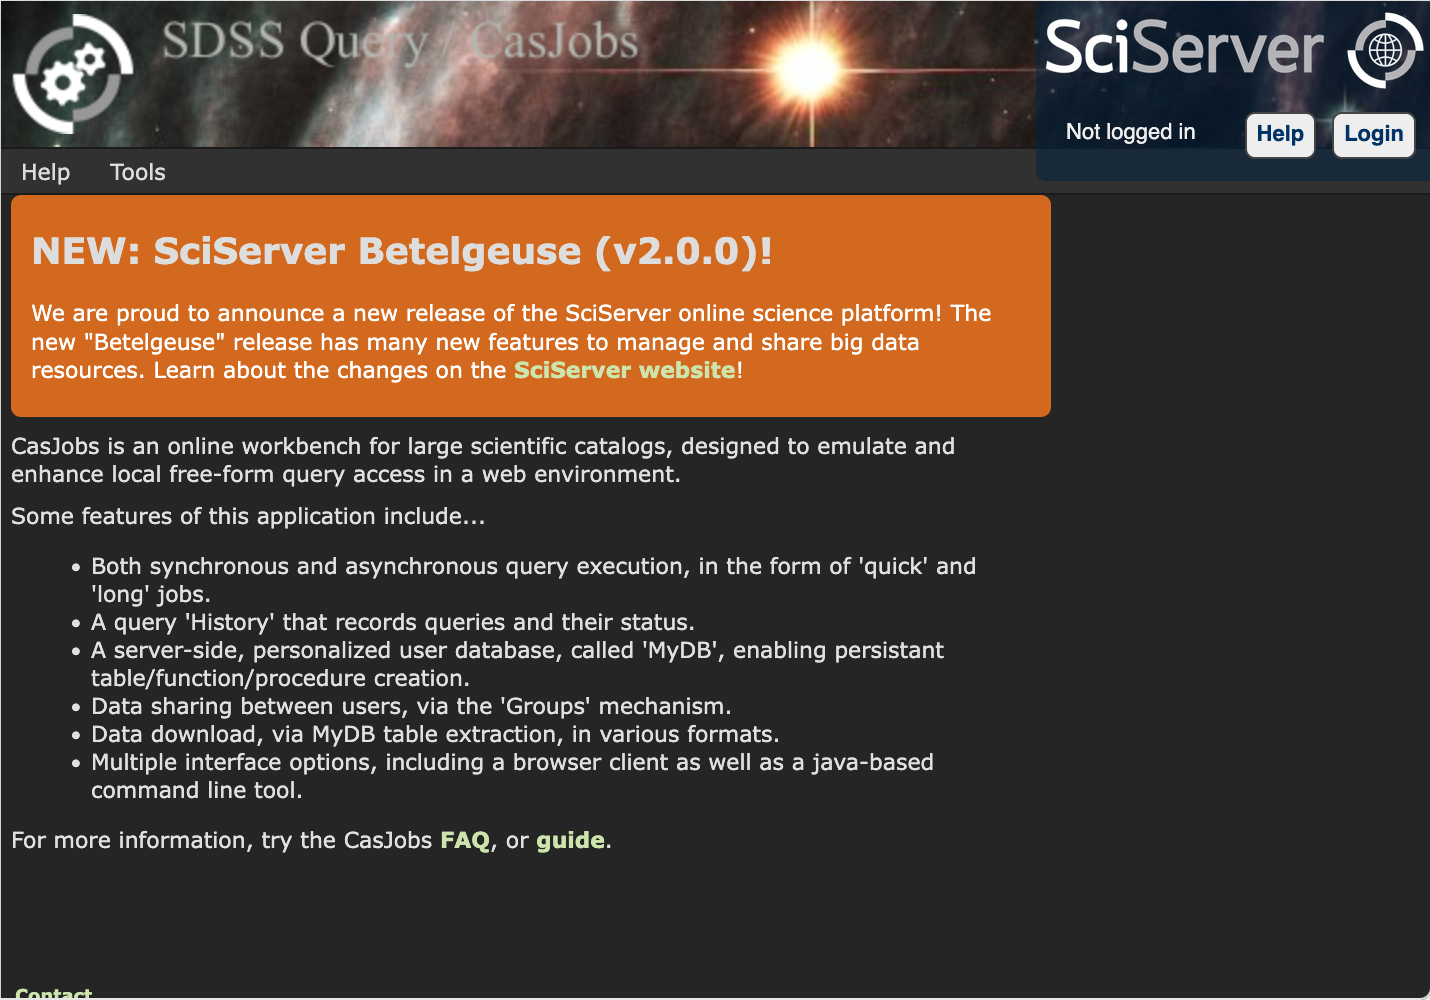 SDSS Query / CasJobs
SciServer
Not logged in
Help
Login
Help
Tools
NEW: SciServer Betelgeuse (v2.0.0)!
We are proud to announce a new release of the SciServer online science platform! The
new "Betelgeuse" release has many new features to manage and share big data
resources. Learn about the changes on the SciServer website!
CasJobs is an online workbench for large scientific catalogs, designed to emulate and
enhance local free-form query access in a web environment.
Some features of this application include...
• Both synchronous and asynchronous query execution, in the form of 'quick' and
'long' jobs.
• A query 'History' that records queries and their status.
• A server-side, personalized user database, called 'MyDB', enabling persistant
table/function/procedure creation.
• Data sharing between users, via the 'Groups' mechanism.
• Data download, via MyDB table extraction, in various formats.
• Multiple interface options, including a browser client as well as a java-based
command line tool.
For more information, try the CasJobs FAQ, or guide.
Contact